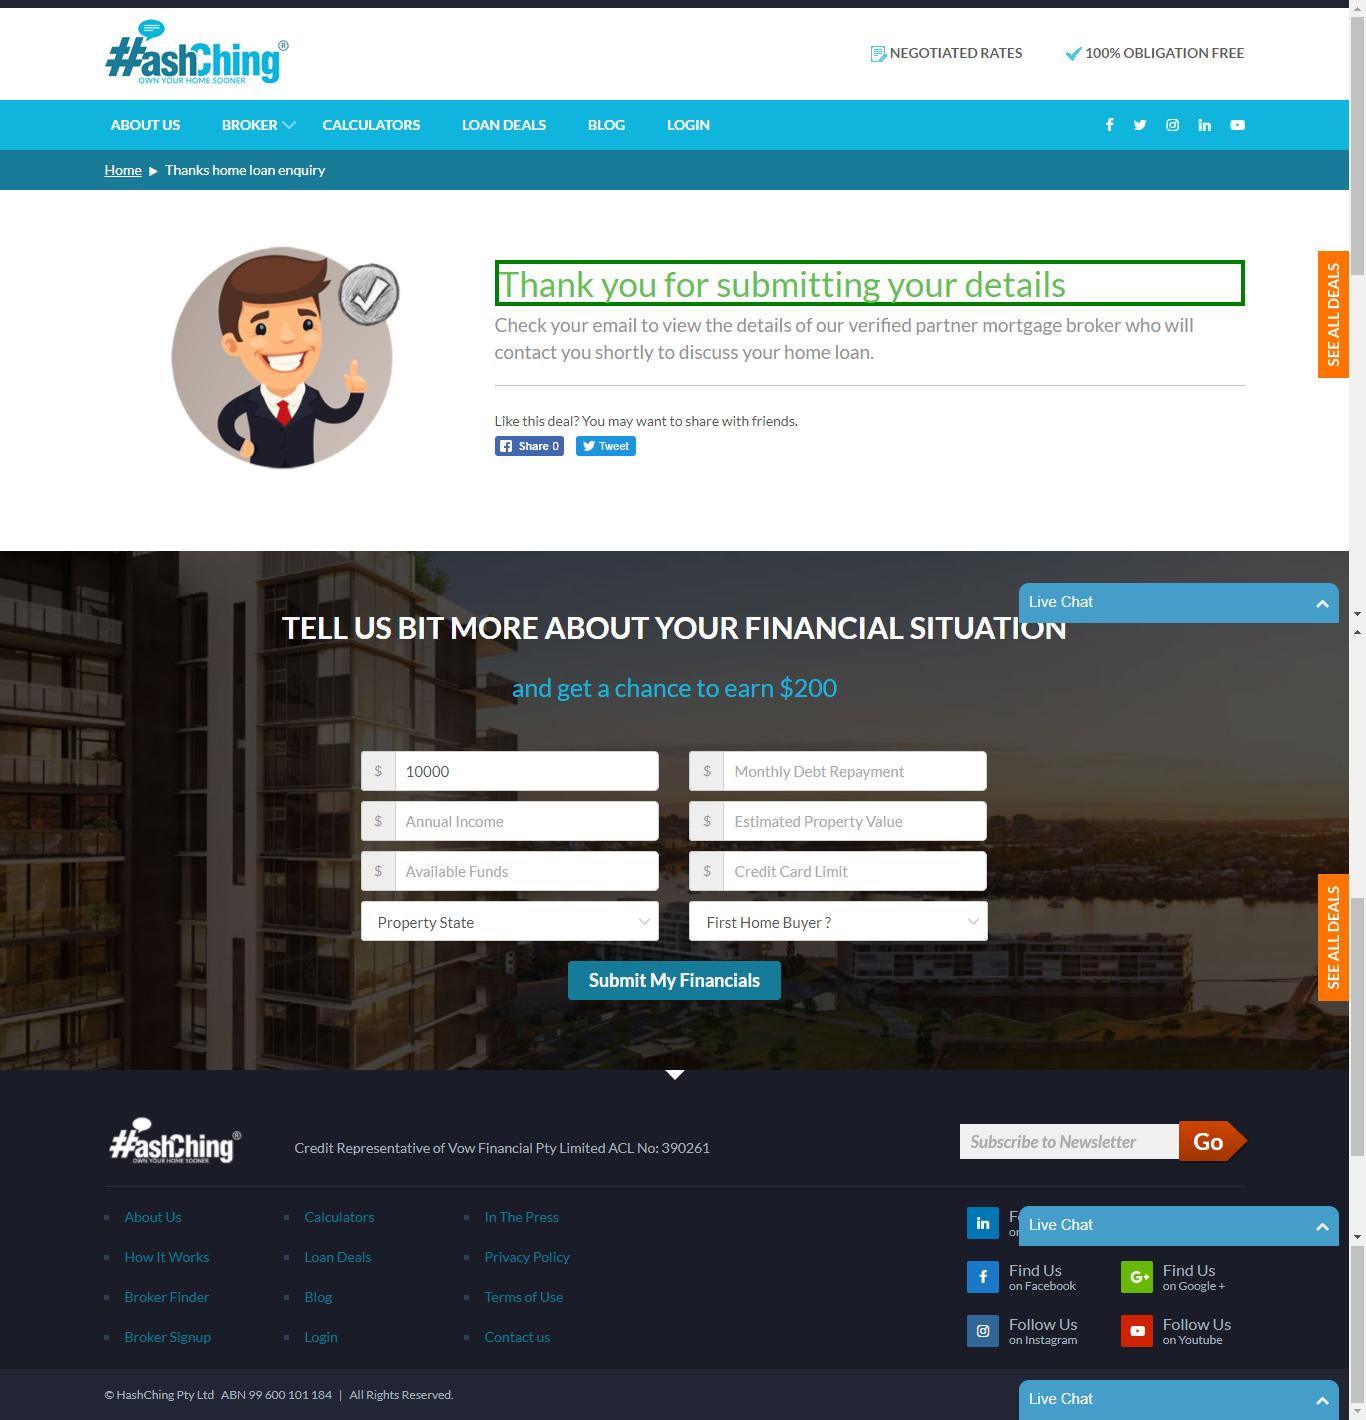 #HashChing®
OWN YOUR HOME SOONER
NEGOTIATED RATES
100% OBLIGATION FREE
ABOUT US
BROKER
CALCULATORS
LOAN DEALS
BLOG
LOGIN
Home
Thanks home loan enquiry
Thank you for submitting your details
Check your email to view the details of our verified partner mortgage broker who will
contact you shortly to discuss your home loan.
Like this deal? You may want to share with friends.
Share 0
Tweet
SEE ALL DEALS
Live Chat
TELL US BIT MORE ABOUT YOUR FINANCIAL SITUATION
and get a chance to earn $200
$ 10000
$ Monthly Debt Repayment
$ Annual Income
$ Estimated Property Value
$ Available Funds
$ Credit Card Limit
Property State
First Home Buyer ?
SEE ALL DEALS
Submit My Financials
#HashChing®
OWN YOUR HOME SOONER
Credit Representative of Vow Financial Pty Limited ACL No: 390261
Subscribe to Newsletter
Go
About Us
Calculators
In The Press
Live Chat
How It Works
Loan Deals
Privacy Policy
Find Us
on Facebook
Find Us
on Google +
Broker Finder
Blog
Terms of Use
Broker Signup
Login
Contact us
Follow Us
on Instagram
Follow Us
on Youtube
© HashChing Pty Ltd ABN 99 600 101 184 | All Rights Reserved.
Live Chat